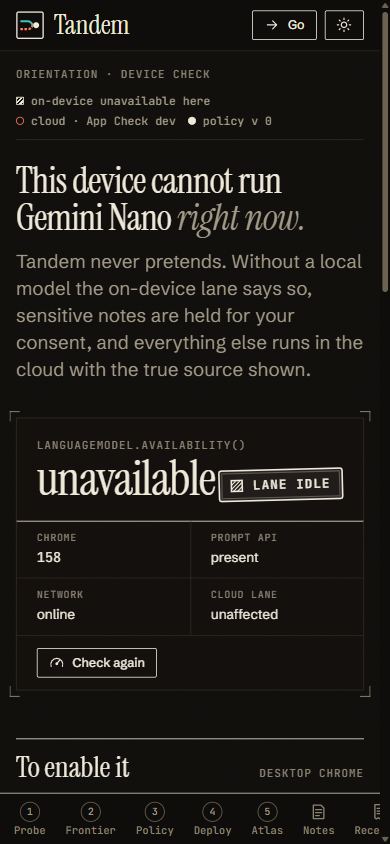 Tandem
Go
ORIENTATION · DEVICE CHECK
on-device unavailable here
cloud · App Check dev policy v 0
This device cannot run
Gemini Nano right now.
Tandem never pretends. Without a local
model the on-device lane says so,
sensitive notes are held for your
consent, and everything else runs in the
cloud with the true source shown.
LANGUAGEMODEL.AVAILABILITY()
unavailable LANE IDLE
CHROME PROMPT API
158 present
NETWORK CLOUD LANE
online unaffected
Check again
To enable it DESKTOP CHROME
1 2 3 4 5
Probe Frontier Policy Deploy Atlas Notes Rece